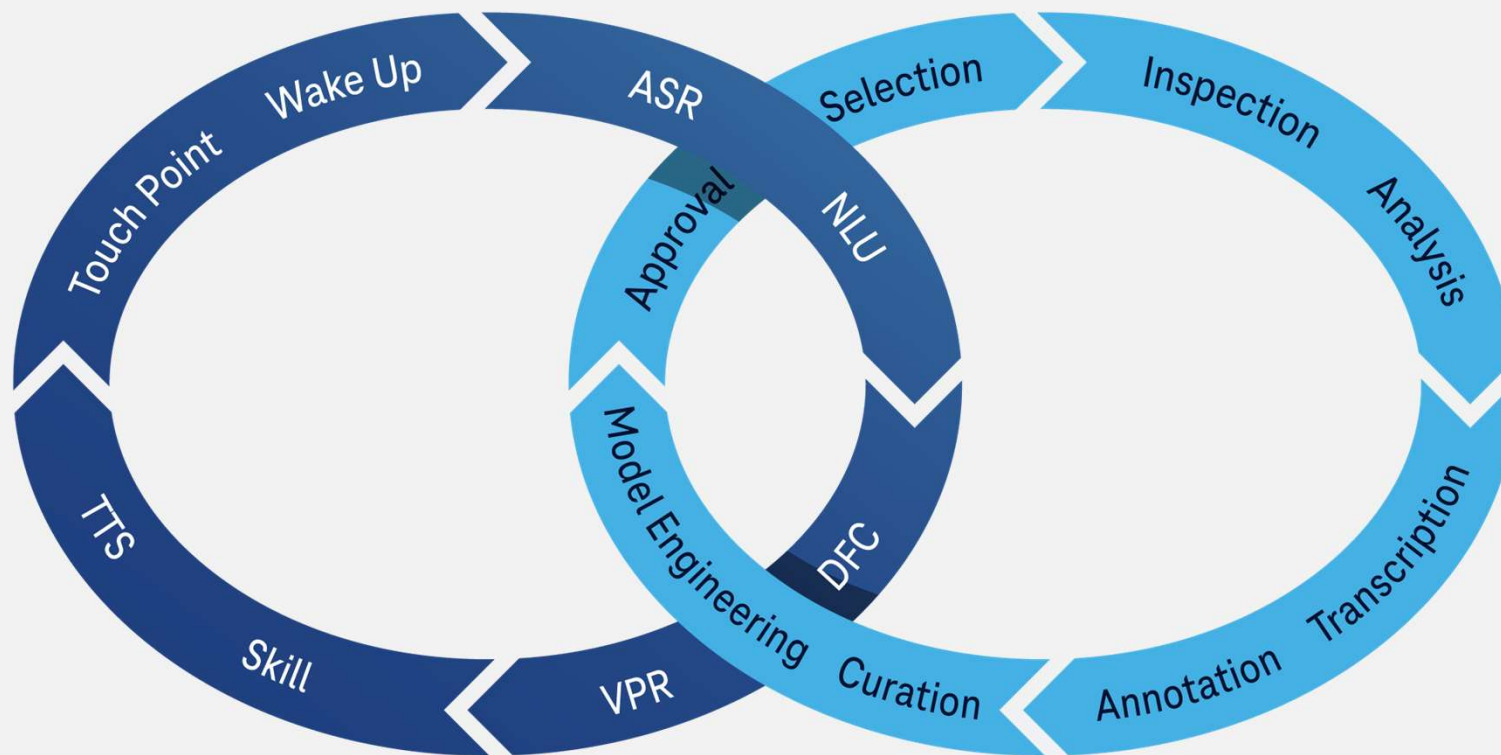 Touch Point
Wake Up
ASR
NLU
DFC
VPR
Skill
TTS
Selection
Inspection
Analysis
Transcription
Annotation
Curation
Model Engineering
Approval